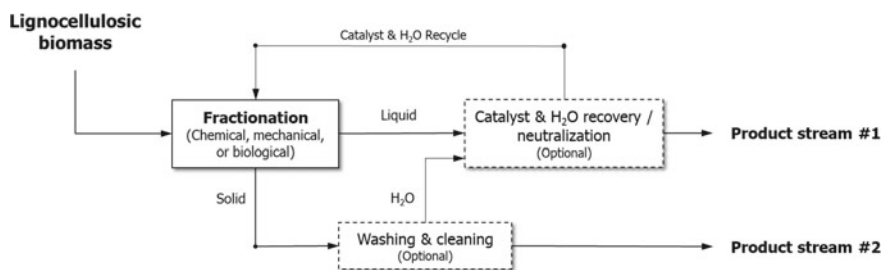 Lignocellulosic
biomass
Catalyst & H₂O Recycle
Fractionation
(Chemical, mechanical,
or biological)
Liquid
Catalyst & H₂O recovery /
neutralization
(Optional)
Product stream #1
Solid
H₂O
Washing & cleaning
(Optional)
Product stream #2